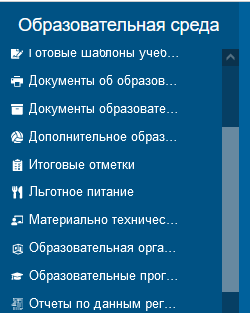 Образовательная среда
Готовые шаблоны учеб...
Документы об образов...
Документы образовате...
Дополнительное образ...
Итоговые отметки
Льготное питание
Материально техничес...
Образовательная орга...
Образовательные прог...
Отчеты по данным рег...